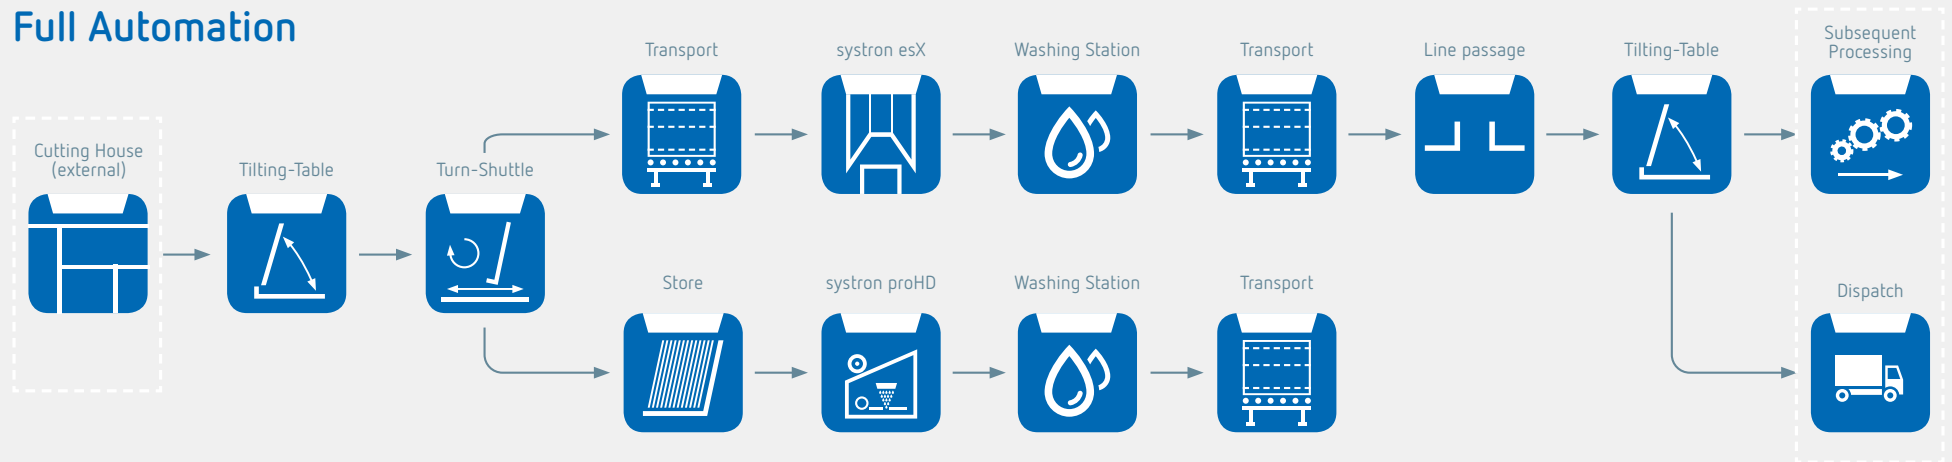 Full Automation
Cutting House
(external)
Tilting-Table
Turn-Shuttle
Transport
systron esX
Washing Station
Transport
Line passage
Tilting-Table
Subsequent
Processing
Store
systron proHD
Washing Station
Transport
Dispatch